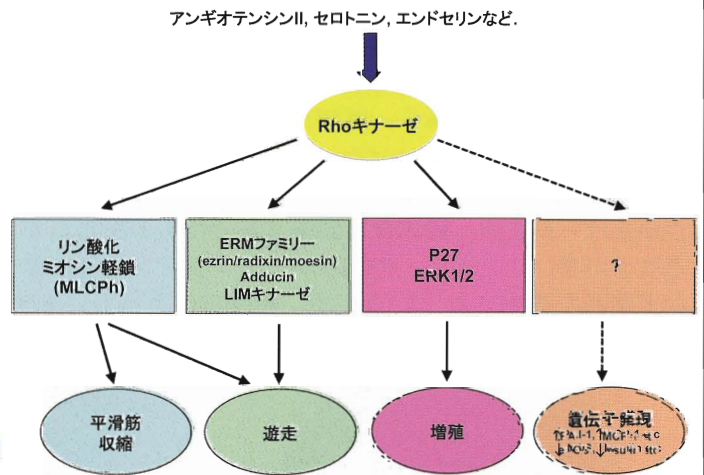 アンギオテンシンII, セロトニン, エンドセリンなど.
Rhoキナーゼ
リン酸化
ミオシン軽鎖
(MLCPh)
ERMファミリー
(ezrin/radixin/moesin)
Adducin
LIMキナーゼ
P27
ERK1/2
?
平滑筋
収縮
遊走
増殖
遺伝子発現